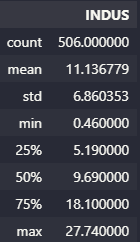 INDUS
count 506.000000
mean 11.136779
std 6.860353
min 0.460000
25% 5.190000
50% 9.690000
75% 18.100000
max 27.740000